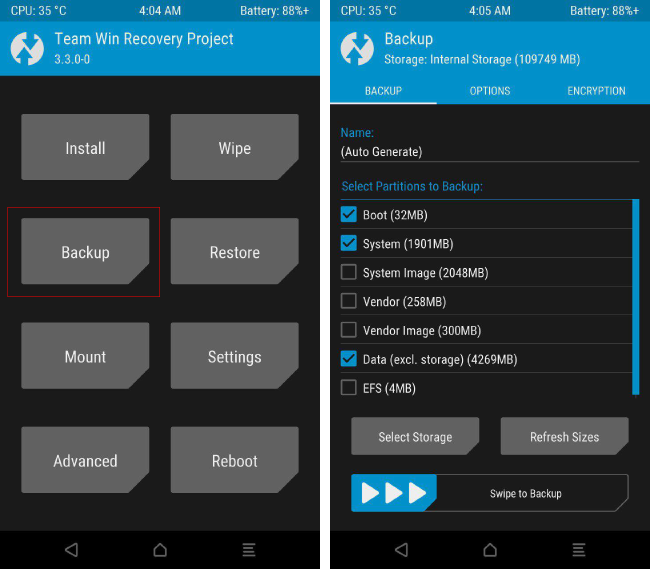 CPU: 35 °C 4:04 AM Battery: 88%+
Team Win Recovery Project
3.3.0-0
Install Wipe
Backup Restore
Mount Settings
Advanced Reboot
CPU: 35 °C 4:05 AM Battery: 88%+
Backup
Storage: Internal Storage (109749 MB)
BACKUP OPTIONS ENCRYPTION
Name:
(Auto Generate)
Select Partitions to Backup:
Boot (32MB)
System (1901MB)
System Image (2048MB)
Vendor (258MB)
Vendor Image (300MB)
Data (excl. storage) (4269MB)
EFS (4MB)
Select Storage Refresh Sizes
Swipe to Backup